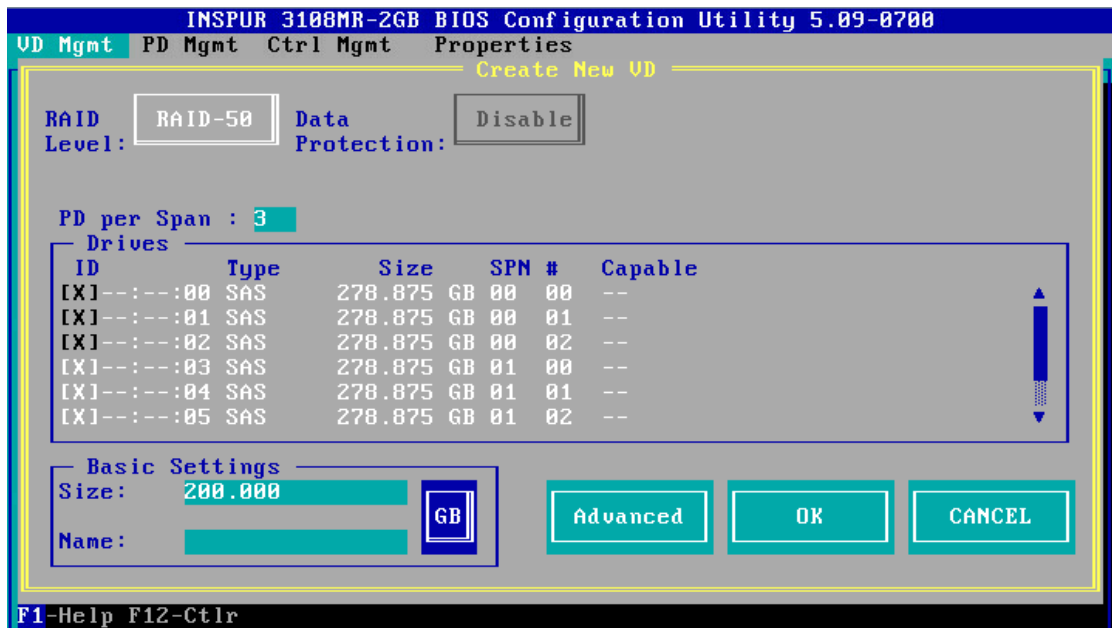 INSPUR 3108MR-2GB BIOS Configuration Utility 5.09-0700
VD Mgmt PD Mgmt Ctrl Mgmt Properties
Create New VD
RAID Level: RAID-50 Data Protection: Disable
PD per Span : 3
Drives
ID Type Size SPN # Capable
[X]--:--:00 SAS 278.875 GB 00 00 --
[X]--:--:01 SAS 278.875 GB 00 01 --
[X]--:--:02 SAS 278.875 GB 00 02 --
[X]--:--:03 SAS 278.875 GB 01 00 --
[X]--:--:04 SAS 278.875 GB 01 01 --
[X]--:--:05 SAS 278.875 GB 01 02 --
Basic Settings
Size: 200.000 GB
Name:
Advanced OK CANCEL
F1-Help F12-Ctlr